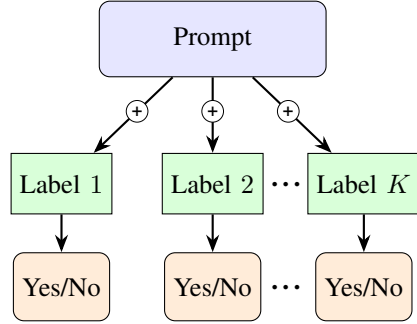 Prompt
+ + +
Label 1 Label 2 ... Label K
Yes/No Yes/No ... Yes/No